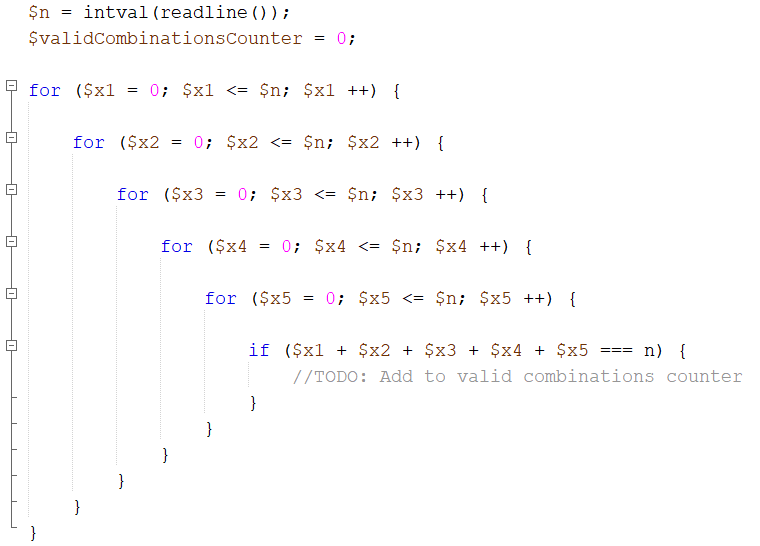 $n = intval(readline());
$validCombinationsCounter = 0;
for ($x1 = 0; $x1 <= $n; $x1 ++) {
for ($x2 = 0; $x2 <= $n; $x2 ++) {
for ($x3 = 0; $x3 <= $n; $x3 ++) {
for ($x4 = 0; $x4 <= $n; $x4 ++) {
for ($x5 = 0; $x5 <= $n; $x5 ++) {
if ($x1 + $x2 + $x3 + $x4 + $x5 === n) {
//TODO: Add to valid combinations counter
}
}
}
}
}
}